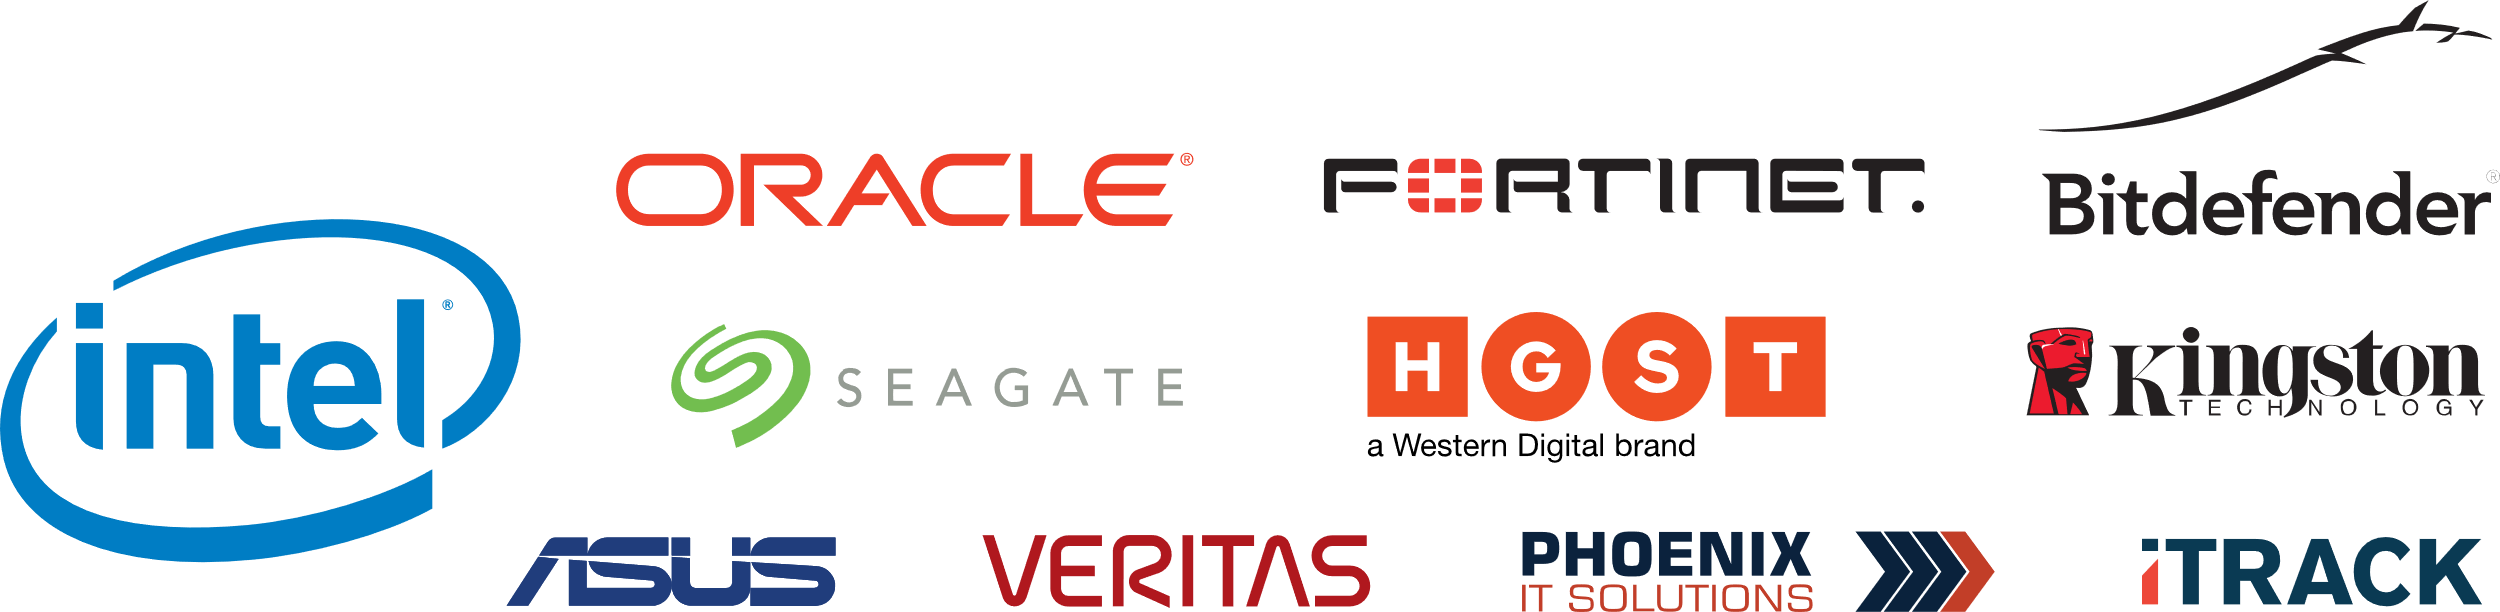 intel®
ORACLE®
FORTINET.
Bitdefender®
SEAGATE
HGST
a Western Digital brand
Kingston
TECHNOLOGY
ASUS
VERITAS
PHOENIX
IT SOLUTIONS
iTRACK